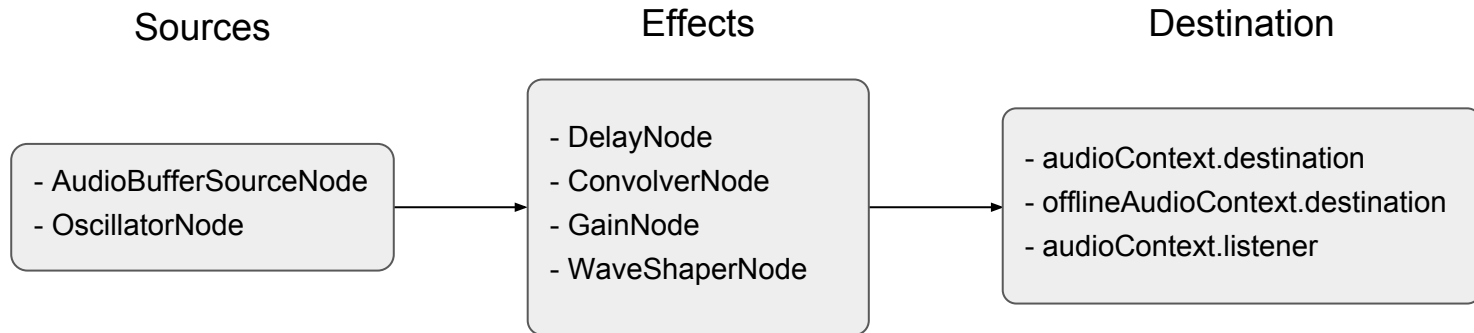 Sources
Effects
Destination
- AudioBufferSourceNode
- OscillatorNode
- DelayNode
- ConvolverNode
- GainNode
- WaveShaperNode
- audioContext.destination
- offlineAudioContext.destination
- audioContext.listener